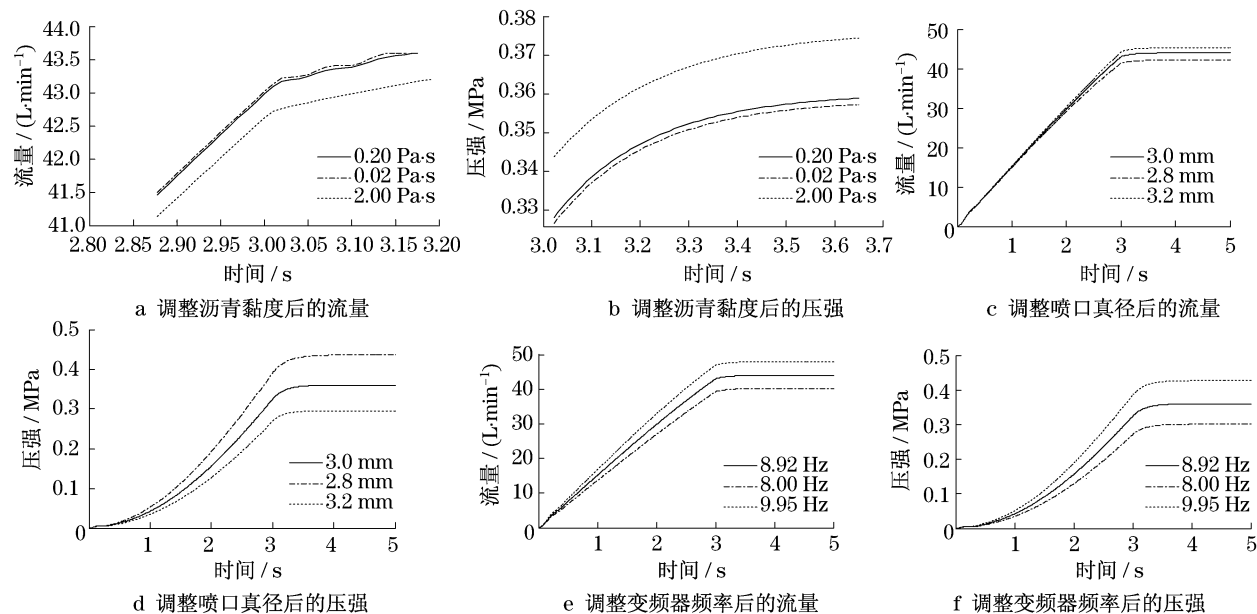 44.0
43.5
43.0
42.5
42.0
41.5
41.0
流量 / (L·min⁻¹)
0.20 Pa·s
0.02 Pa·s
2.00 Pa·s
2.80 2.85 2.90 2.95 3.00 3.05 3.10 3.15 3.20
时间 / s
a 调整沥青黏度后的流量
0.38
0.37
0.36
0.35
0.34
0.33
压强 / MPa
0.20 Pa·s
0.02 Pa·s
2.00 Pa·s
3.0 3.1 3.2 3.3 3.4 3.5 3.6 3.7
时间 / s
b 调整沥青黏度后的压强
50
40
30
20
10
0
流量 / (L·min⁻¹)
3.0 mm
2.8 mm
3.2 mm
1 2 3 4 5
时间 / s
c 调整喷口真径后的流量
0.5
0.4
0.3
0.2
0.1
0
压强 / MPa
3.0 mm
2.8 mm
3.2 mm
1 2 3 4 5
时间 / s
d 调整喷口真径后的压强
50
40
30
20
10
0
流量 / (L·min⁻¹)
8.92 Hz
8.00 Hz
9.95 Hz
1 2 3 4 5
时间 / s
e 调整变频器频率后的流量
0.5
0.4
0.3
0.2
0.1
0
压强 / MPa
8.92 Hz
8.00 Hz
9.95 Hz
1 2 3 4 5
时间 / s
f 调整变频器频率后的压强